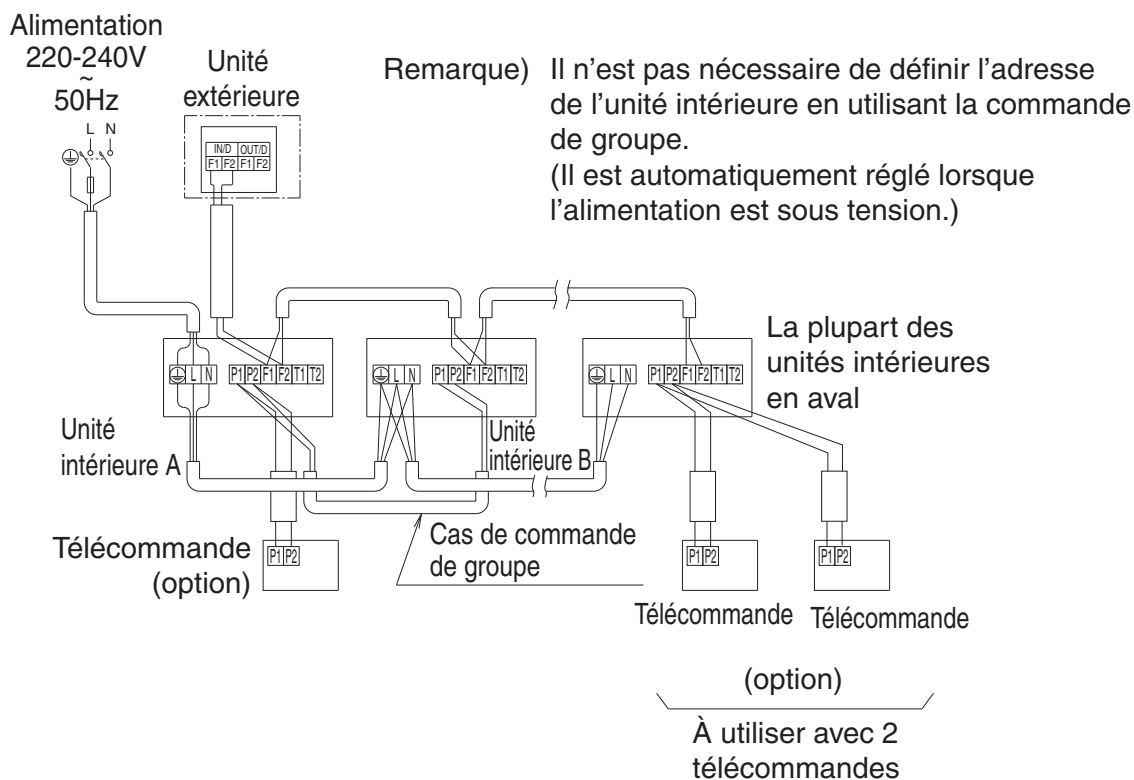 Alimentation
220-240V
~
50Hz
L N
Unité
extérieure
IN/D OUT/D
F1 F2 F1 F2
Remarque) Il n'est pas nécessaire de définir l'adresse
de l'unité intérieure en utilisant la commande
de groupe.
(Il est automatiquement réglé lorsque
l'alimentation est sous tension.)
L N P1 P2 F1 F2 T1 T2
L N P1 P2 F1 F2 T1 T2
L N P1 P2 F1 F2 T1 T2
La plupart des
unités intérieures
en aval
Unité
intérieure A
Unité
intérieure B
Télécommande
(option)
P1 P2
Cas de commande
de groupe
P1 P2
P1 P2
Télécommande
Télécommande
(option)
À utiliser avec 2
télécommandes